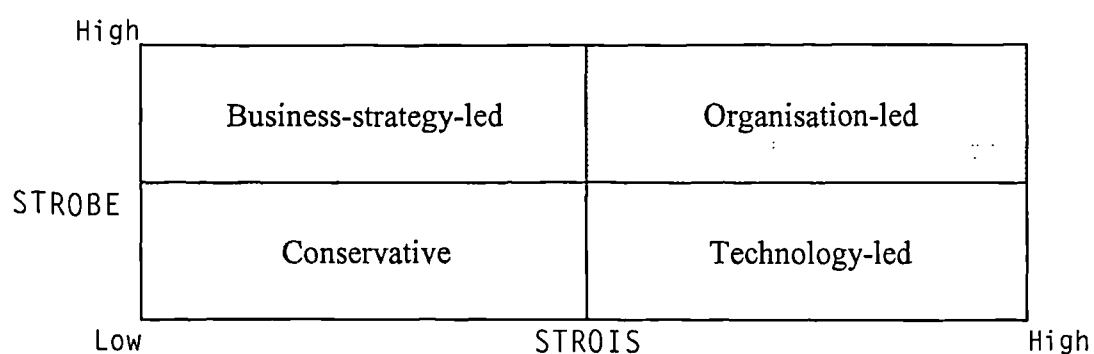 High
Business-strategy-led Organisation-led
STROBE
Conservative Technology-led
Low STROIS High